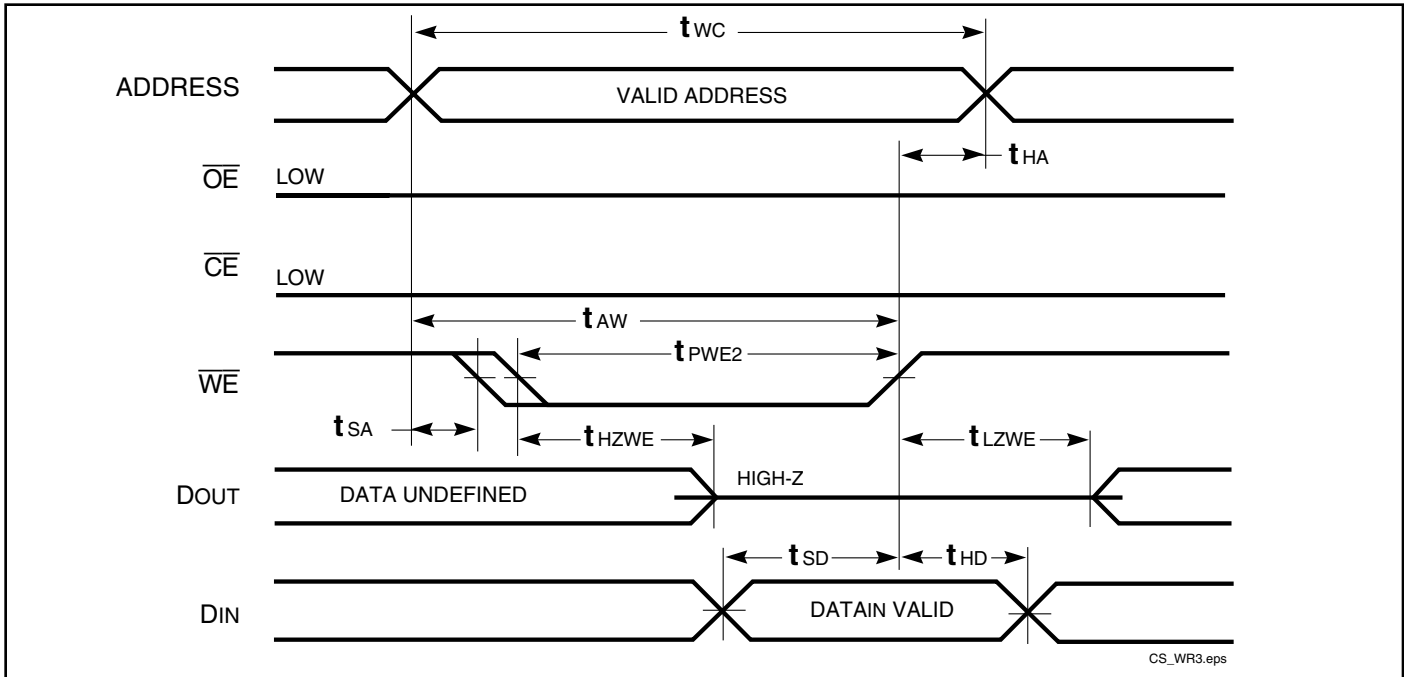 tWC
ADDRESS
VALID ADDRESS
tHA
OE
LOW
CE
LOW
tAW
tPWE2
WE
tSA
tHZWE
tLZWE
DOUT
DATA UNDEFINED
HIGH-Z
tSD
tHD
DIN
DATAIN VALID
CS_WR3.eps